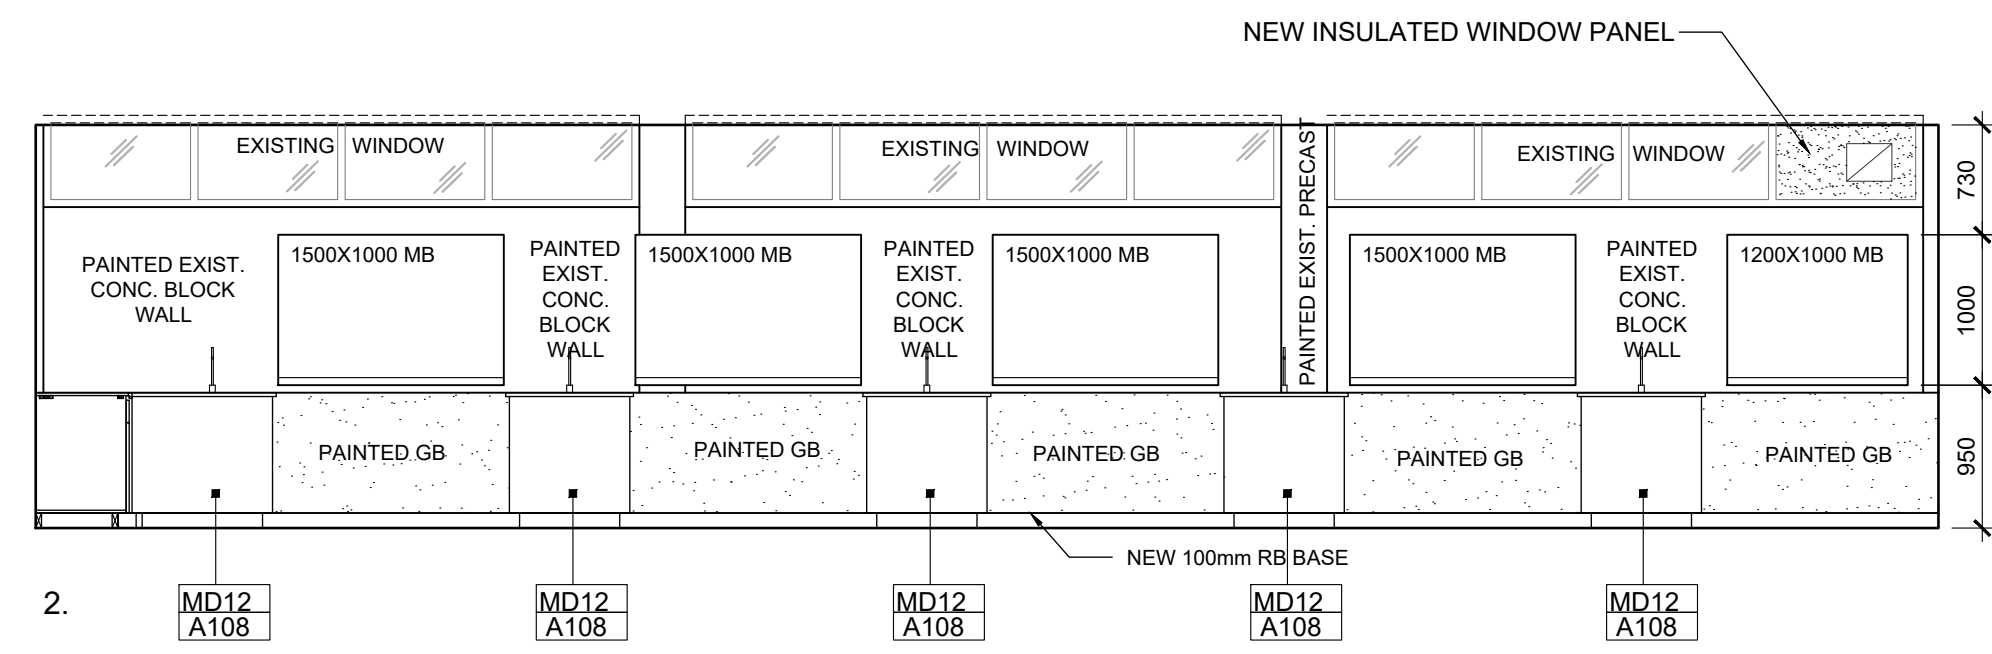 NEW INSULATED WINDOW PANEL
EXISTING WINDOW
EXISTING WINDOW
EXISTING WINDOW
730
PAINTED EXIST. PRECAST
PAINTED EXIST.
CONC. BLOCK
WALL
1500X1000 MB
PAINTED
EXIST.
CONC.
BLOCK
WALL
1500X1000 MB
PAINTED
EXIST.
CONC.
BLOCK
WALL
1500X1000 MB
1500X1000 MB
PAINTED
EXIST.
CONC.
BLOCK
WALL
1200X1000 MB
1000
PAINTED GB
PAINTED GB
PAINTED GB
PAINTED GB
PAINTED GB
950
NEW 100mm RB BASE
2.
MD12
A108
MD12
A108
MD12
A108
MD12
A108
MD12
A108